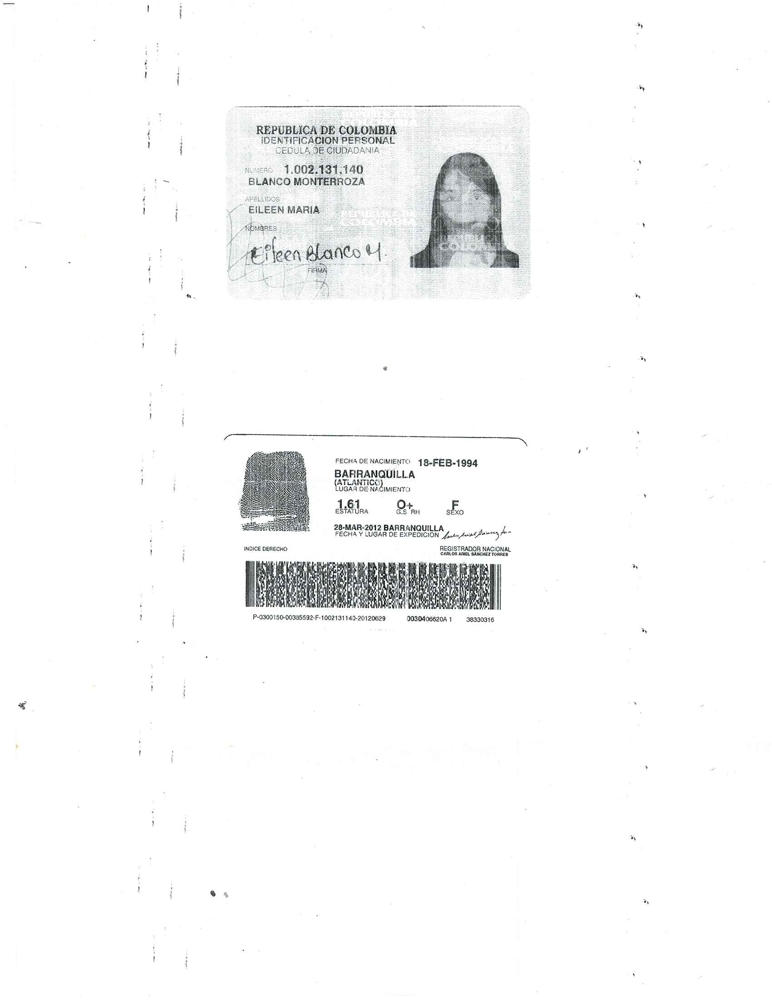 REPUBLICA DE COLOMBIA
IDENTIFICACION PERSONAL
CEDULA DE CIUDADANIA
NUMERO 1.002.131.140
BLANCO MONTERROZA
APELLIDOS
EILEEN MARIA
NOMBRES
Eileen Blanco M.
FIRMA
REPUBLICA DE
COLOMBIA
FECHA DE NACIMIENTO 18-FEB-1994
BARRANQUILLA
(ATLANTICO)
LUGAR DE NACIMIENTO
1.61 O+ F
ESTATURA G.S RH SEXO
28-MAR-2012 BARRANQUILLA
FECHA Y LUGAR DE EXPEDICION
INDICE DERECHO REGISTRADOR NACIONAL
CARLOS ARIEL SÁNCHEZ TORRES
P-0300150-00385592-F-1002131140-20120629 0030406620A 1 38330316